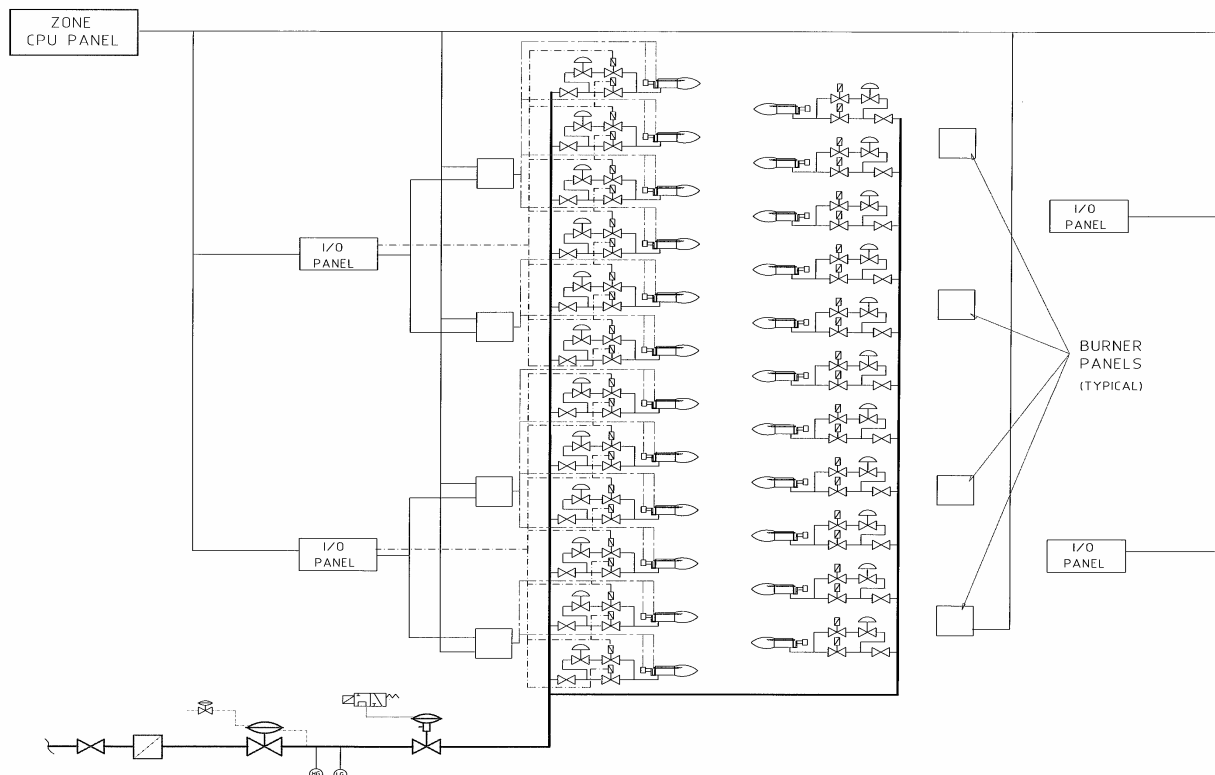 ZONE
CPU PANEL
I/O
PANEL
I/O
PANEL
BURNER
PANELS
(TYPICAL)
I/O
PANEL
I/O
PANEL